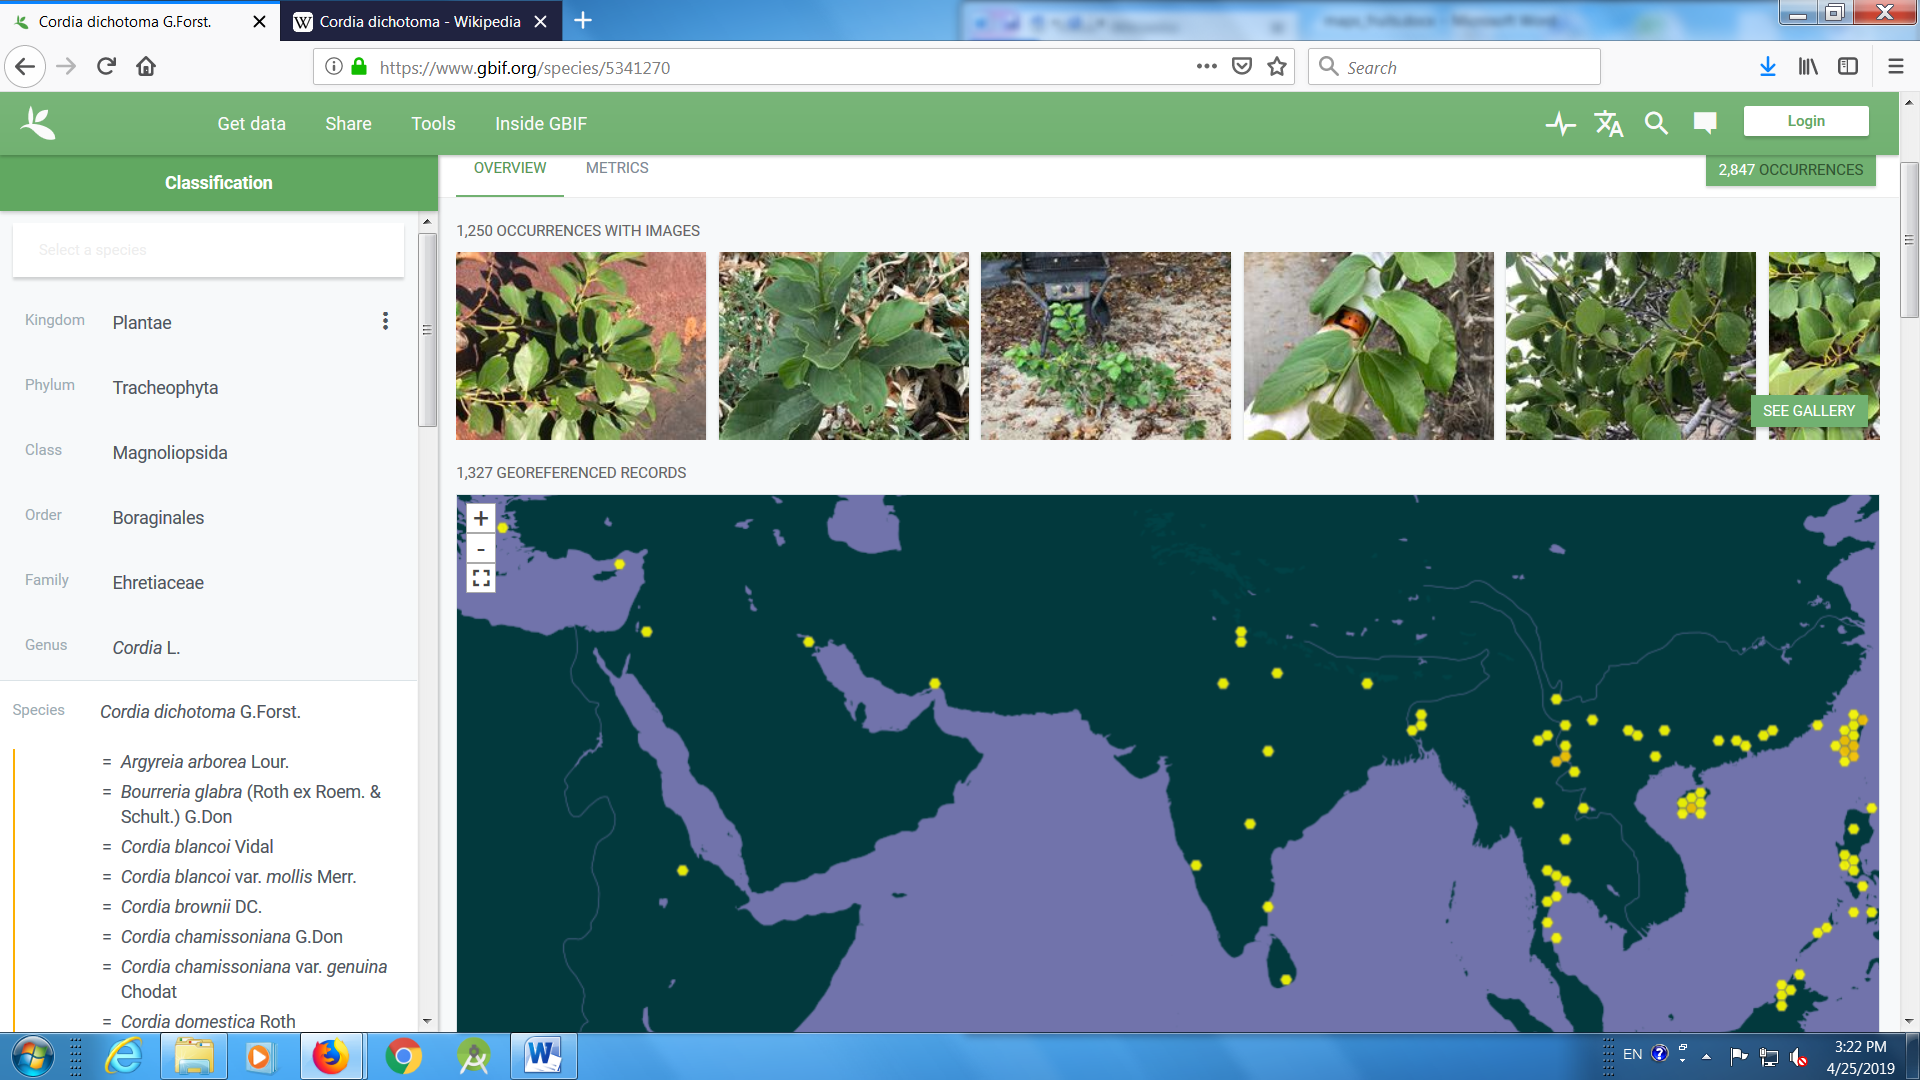 Cordia dichotoma G.Forst.
Cordia dichotoma - Wikipedia
https://www.gbif.org/species/5341270
Search
Get data
Share
Tools
Inside GBIF
Login
Classification
OVERVIEW
METRICS
2,847 OCCURRENCES
Select a species
1,250 OCCURRENCES WITH IMAGES
Kingdom Plantae
Phylum Tracheophyta
Class Magnoliopsida
Order Boraginales
Family Ehretiaceae
Genus Cordia L.
Species Cordia dichotoma G.Forst.
= Argyreia arborea Lour.
= Bourreria glabra (Roth ex Roem. &
Schult.) G.Don
= Cordia blancoi Vidal
= Cordia blancoi var. mollis Merr.
= Cordia brownii DC.
= Cordia chamissoniana G.Don
= Cordia chamissoniana var. genuina
Chodat
= Cordia domestica Roth
SEE GALLERY
1,327 GEOREFERENCED RECORDS
+
-
EN
3:22 PM
4/25/2019